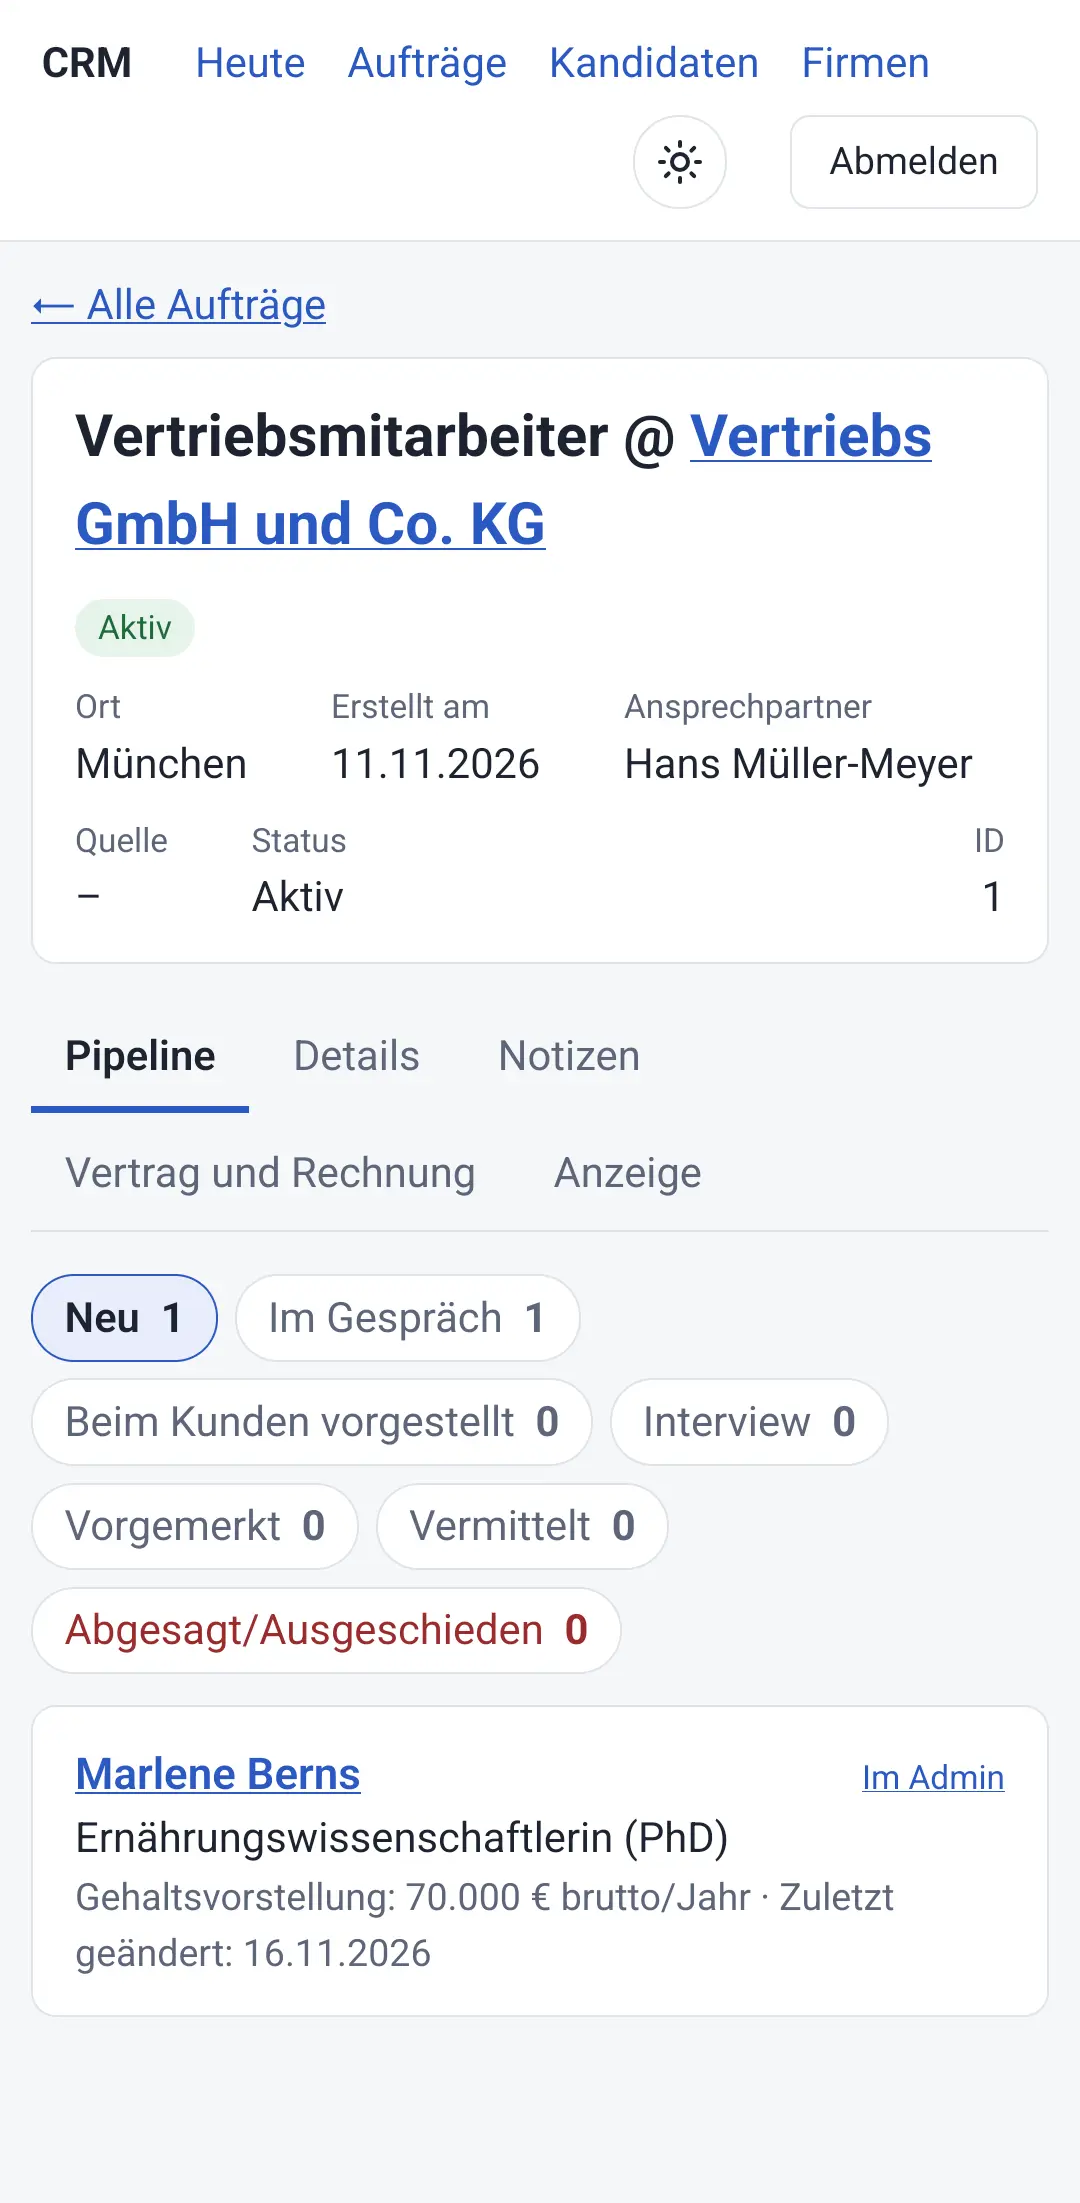 CRM Heute Aufträge Kandidaten Firmen
Abmelden
← Alle Aufträge
Vertriebsmitarbeiter @ Vertriebs
GmbH und Co. KG
Aktiv
Ort Erstellt am Ansprechpartner
München 11.11.2026 Hans Müller-Meyer
Quelle Status ID
– Aktiv 1
Pipeline Details Notizen
Vertrag und Rechnung Anzeige
Neu 1 Im Gespräch 1
Beim Kunden vorgestellt 0 Interview 0
Vorgemerkt 0 Vermittelt 0
Abgesagt/Ausgeschieden 0
Marlene Berns Im Admin
Ernährungswissenschaftlerin (PhD)
Gehaltsvorstellung: 70.000 € brutto/Jahr · Zuletzt
geändert: 16.11.2026